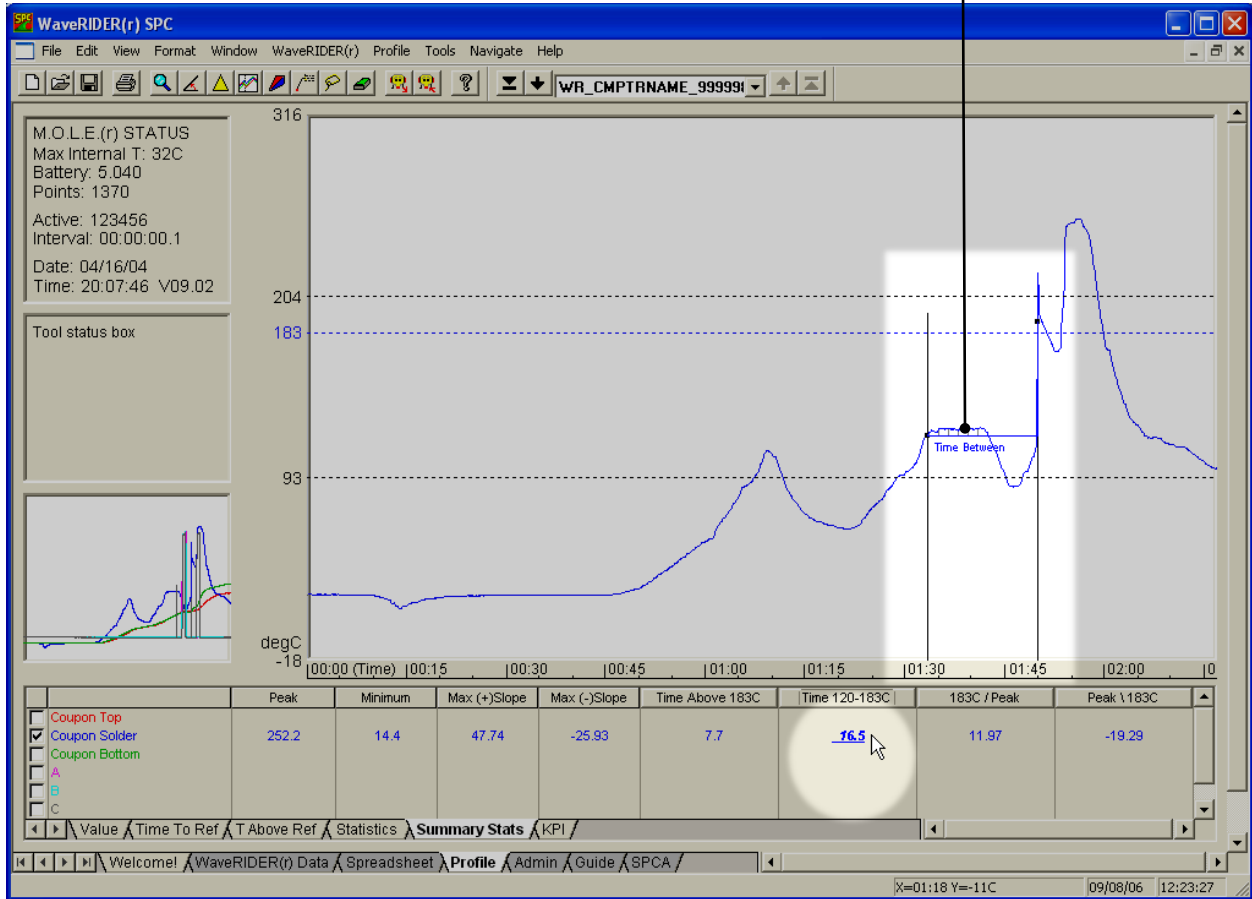 WaveRIDER(r) SPC
File Edit View Format Window WaveRIDER(r) Profile Tools Navigate Help
WR_CMPTRNAME_99999
M.O.L.E.(r) STATUS
Max Internal T: 32C
Battery: 5.040
Points: 1370
Active: 123456
Interval: 00:00:00.1
Date: 04/16/04
Time: 20:07:46 V09.02
Tool status box
316
204
183
93
degC
-18
Time Between
00:00 (Time) 00:15 00:30 00:45 01:00 01:15 01:30 01:45 02:00 0
Peak Minimum Max (+)Slope Max (-)Slope Time Above 183C Time 120-183C 183C / Peak Peak \ 183C
Coupon Top
Coupon Solder 252.2 14.4 47.74 -25.93 7.7 16.5 11.97 -19.29
Coupon Bottom
A
B
C
Value Time To Ref T Above Ref Statistics Summary Stats KPI
Welcome! WaveRIDER(r) Data Spreadsheet Profile Admin Guide SPCA
X=01:18 Y=-11C 09/08/06 12:23:27